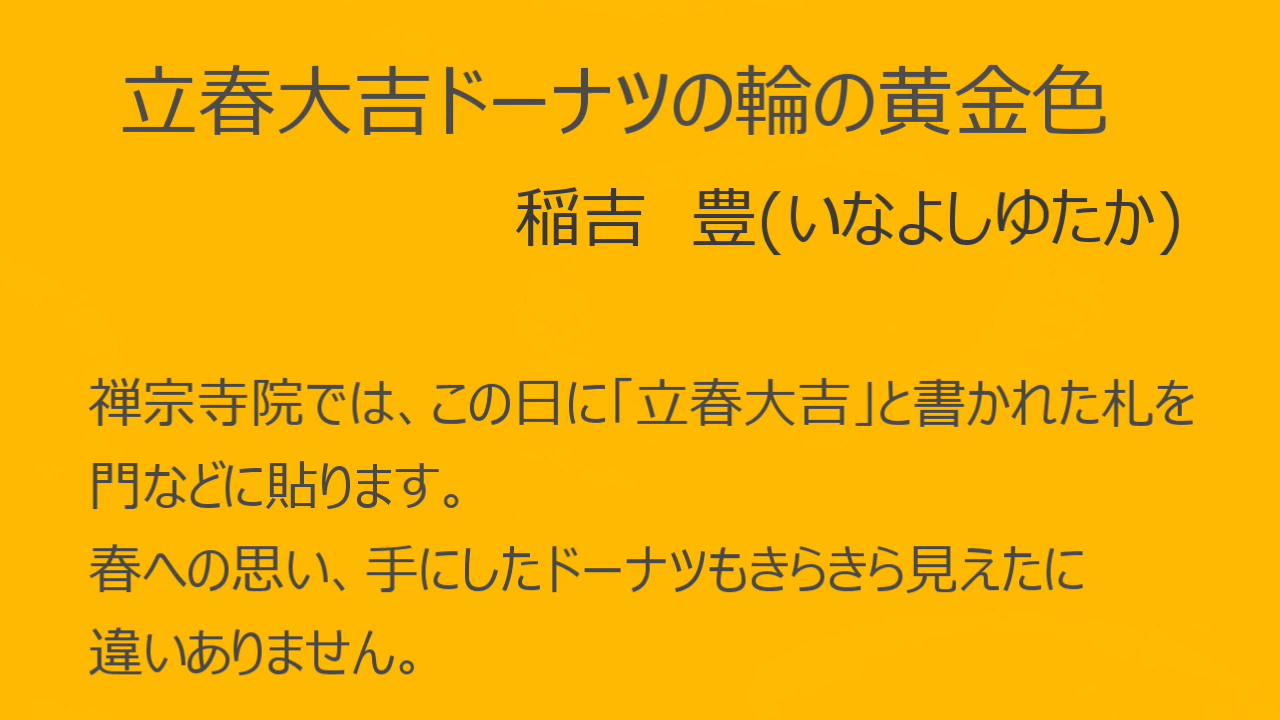 立春大吉ドーナツの輪の黄金色
稲吉　豊(いなよしゆたか)
禅宗寺院では、この日に「立春大吉」と書かれた札を
門などに貼ります。
春への思い、手にしたドーナツもきらきら見えたに
違いありません。